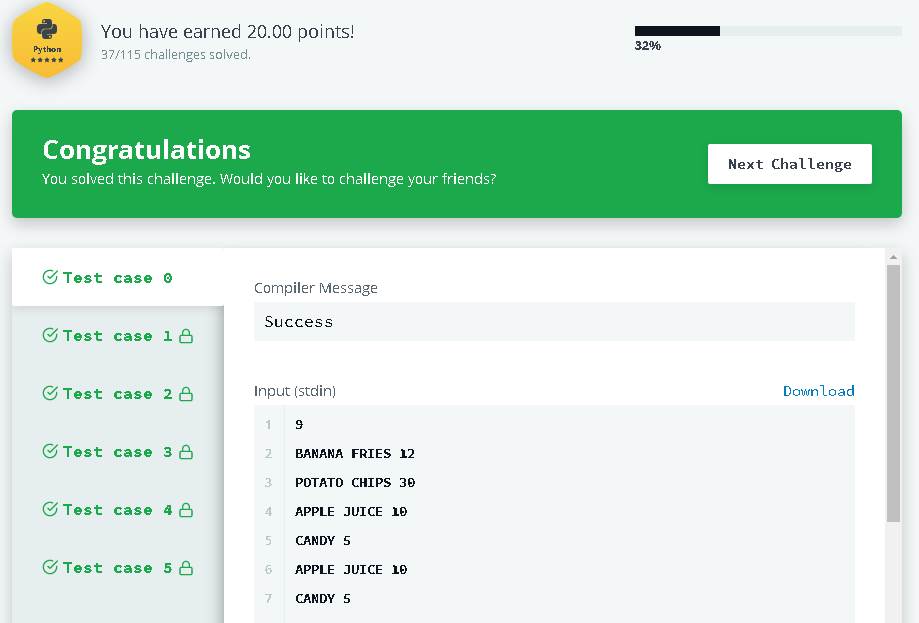 You have earned 20.00 points!
Python
37/115 challenges solved.
32%
Congratulations
You solved this challenge. Would you like to challenge your friends?
Next Challenge
Test case 0
Test case 1
Test case 2
Test case 3
Test case 4
Test case 5
Compiler Message
Success
Input (stdin)
Download
1 9
2 BANANA FRIES 12
3 POTATO CHIPS 30
4 APPLE JUICE 10
5 CANDY 5
6 APPLE JUICE 10
7 CANDY 5